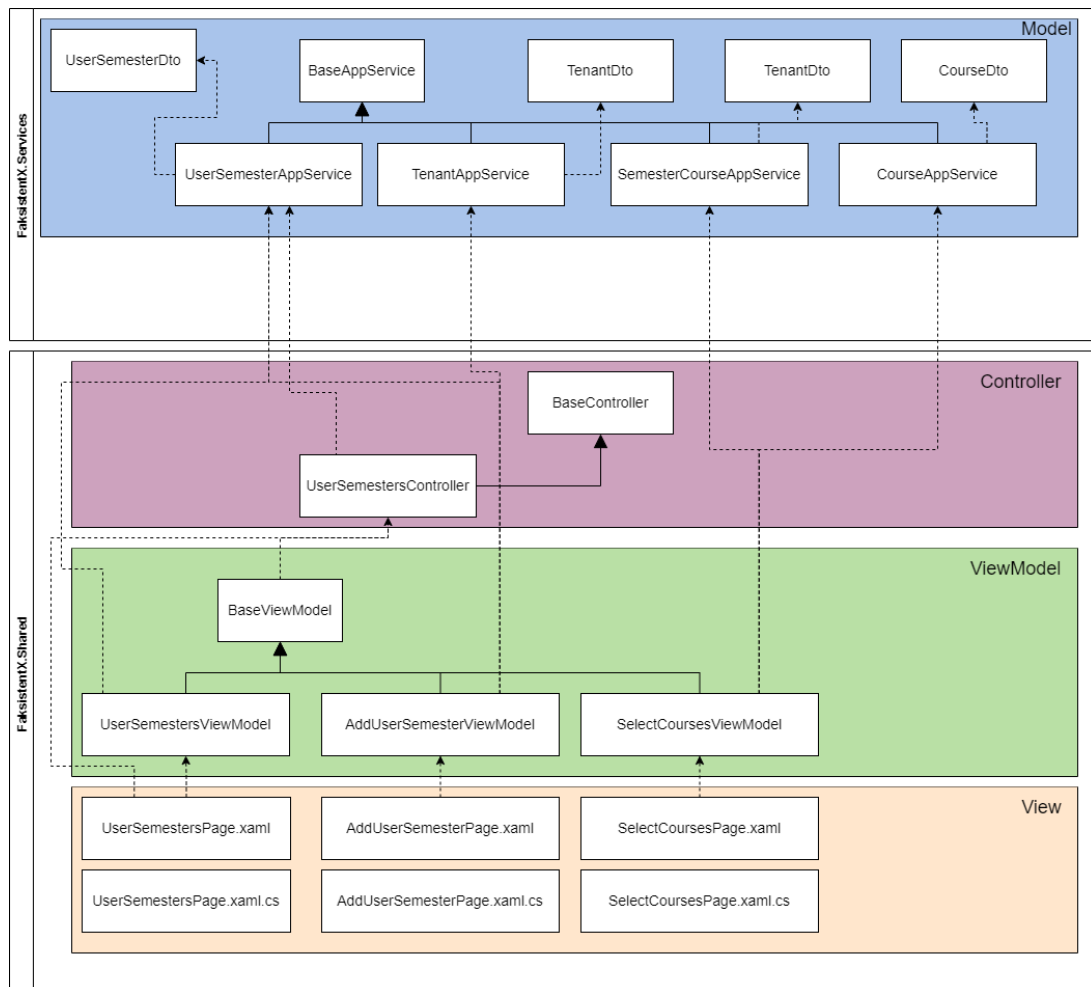 FaksistentX.Services
Model
UserSemesterDto
BaseAppService
TenantDto
TenantDto
CourseDto
UserSemesterAppService
TenantAppService
SemesterCourseAppService
CourseAppService
FaksistentX.Shared
Controller
BaseController
UserSemestersController
ViewModel
BaseViewModel
UserSemestersViewModel
AddUserSemesterViewModel
SelectCoursesViewModel
View
UserSemestersPage.xaml
AddUserSemesterPage.xaml
SelectCoursesPage.xaml
UserSemestersPage.xaml.cs
AddUserSemesterPage.xaml.cs
SelectCoursesPage.xaml.cs